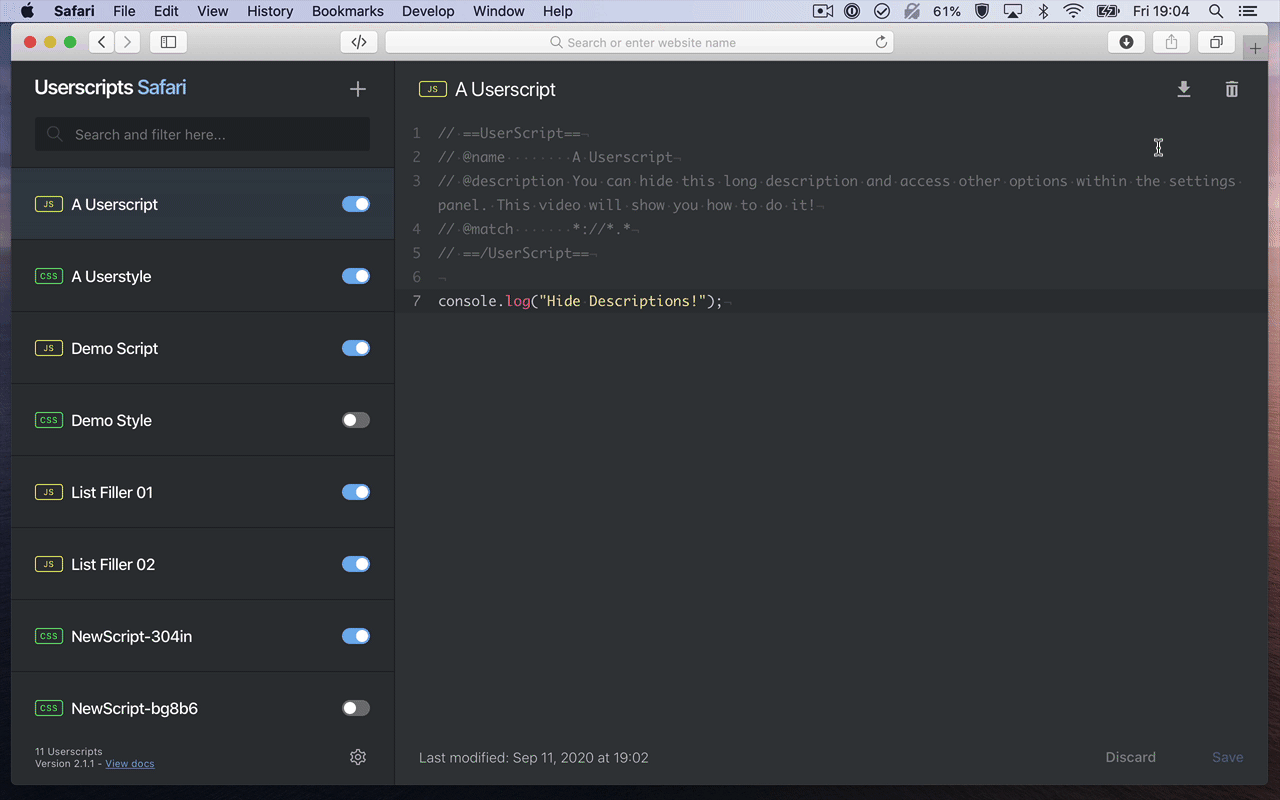 Safari File Edit View History Bookmarks Develop Window Help 61% Fri 19:04
Search or enter website name
Userscripts Safari
Search and filter here...
JS A Userscript
CSS A Userstyle
JS Demo Script
CSS Demo Style
JS List Filler 01
JS List Filler 02
CSS NewScript-304in
CSS NewScript-bg8b6
11 Userscripts
Version 2.1.1 - View docs
JS A Userscript
1 // ==UserScript==
2 // @name A Userscript
3 // @description You can hide this long description and access other options within the settings
panel. This video will show you how to do it!
4 // @match *://*.*
5 // ==/UserScript==
6
7 console.log("Hide Descriptions!");
Last modified: Sep 11, 2020 at 19:02
Discard Save